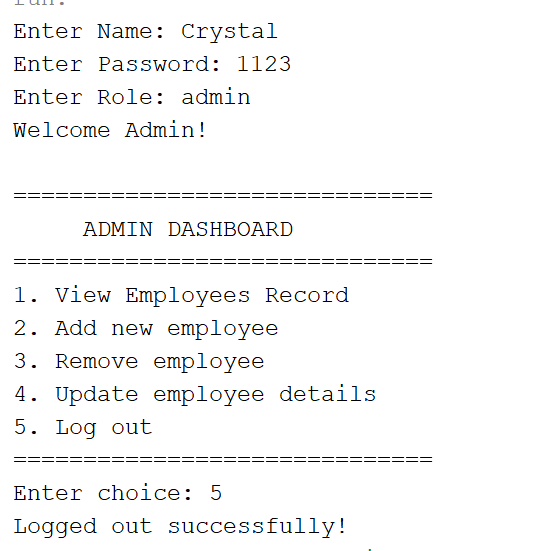 run:
Enter Name: Crystal
Enter Password: 1123
Enter Role: admin
Welcome Admin!
==============================
ADMIN DASHBOARD
==============================
1. View Employees Record
2. Add new employee
3. Remove employee
4. Update employee details
5. Log out
==============================
Enter choice: 5
Logged out successfully!